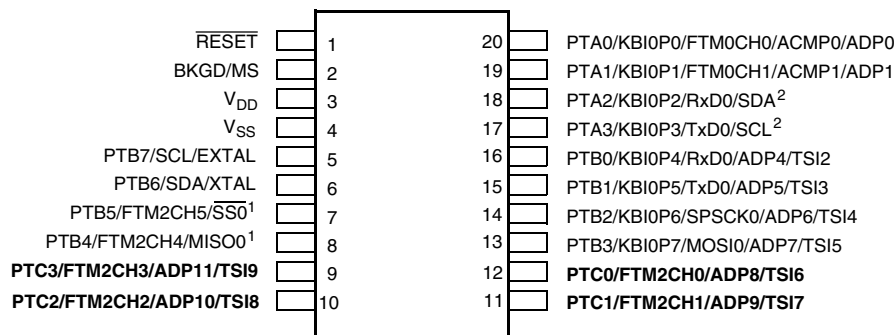 RESET 1 20 PTA0/KBI0P0/FTM0CH0/ACMP0/ADP0
BKGD/MS 2 19 PTA1/KBI0P1/FTM0CH1/ACMP1/ADP1
VDD 3 18 PTA2/KBI0P2/RxD0/SDA²
VSS 4 17 PTA3/KBI0P3/TxD0/SCL²
PTB7/SCL/EXTAL 5 16 PTB0/KBI0P4/RxD0/ADP4/TSI2
PTB6/SDA/XTAL 6 15 PTB1/KBI0P5/TxD0/ADP5/TSI3
PTB5/FTM2CH5/SS0¹ 7 14 PTB2/KBI0P6/SPSCK0/ADP6/TSI4
PTB4/FTM2CH4/MISO0¹ 8 13 PTB3/KBI0P7/MOSI0/ADP7/TSI5
PTC3/FTM2CH3/ADP11/TSI9 9 12 PTC0/FTM2CH0/ADP8/TSI6
PTC2/FTM2CH2/ADP10/TSI8 10 11 PTC1/FTM2CH1/ADP9/TSI7